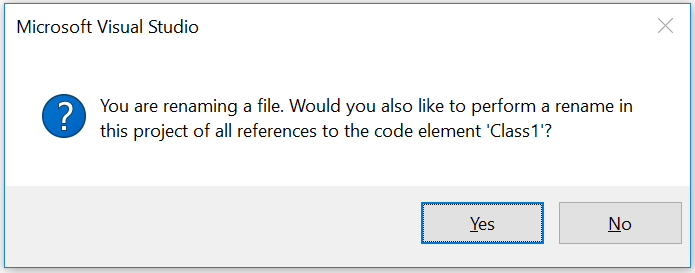 Microsoft Visual Studio
You are renaming a file. Would you also like to perform a rename in
this project of all references to the code element 'Class1'?
Yes
No